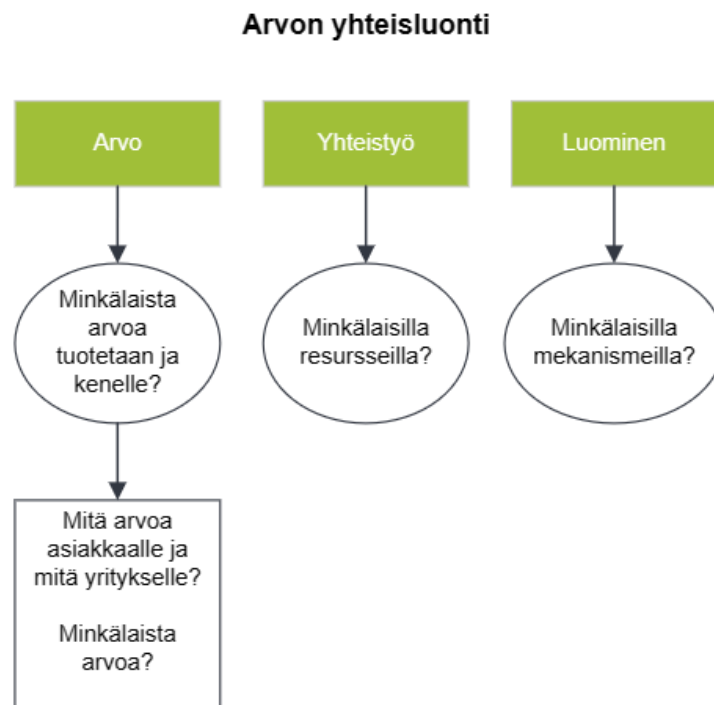 Arvon yhteisluonti
Arvo
Yhteistyö
Luominen
Minkälaista
arvoa
tuotetaan ja
kenelle?
Minkälaisilla
resursseilla?
Minkälaisilla
mekanismeilla?
Mitä arvoa
asiakkaalle ja
mitä yritykselle?
Minkälaista
arvoa?